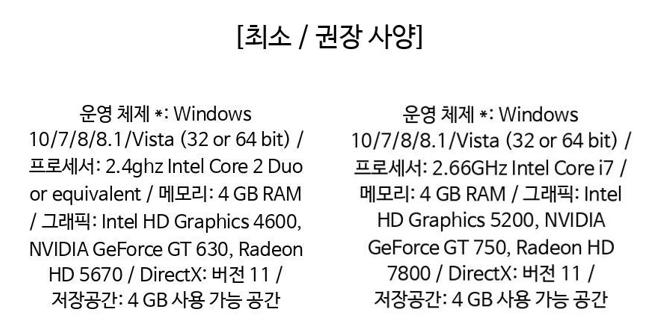 [최소 / 권장 사양]
운영 체제 *: Windows
10/7/8/8.1/Vista (32 or 64 bit) /
프로세서: 2.4ghz Intel Core 2 Duo
or equivalent / 메모리: 4 GB RAM
/ 그래픽: Intel HD Graphics 4600,
NVIDIA GeForce GT 630, Radeon
HD 5670 / DirectX: 버전 11 /
저장공간: 4 GB 사용 가능 공간
운영 체제 *: Windows
10/7/8/8.1/Vista (32 or 64 bit) /
프로세서: 2.66GHz Intel Core i7 /
메모리: 4 GB RAM / 그래픽: Intel
HD Graphics 5200, NVIDIA
GeForce GT 750, Radeon HD
7800 / DirectX: 버전 11 /
저장공간: 4 GB 사용 가능 공간